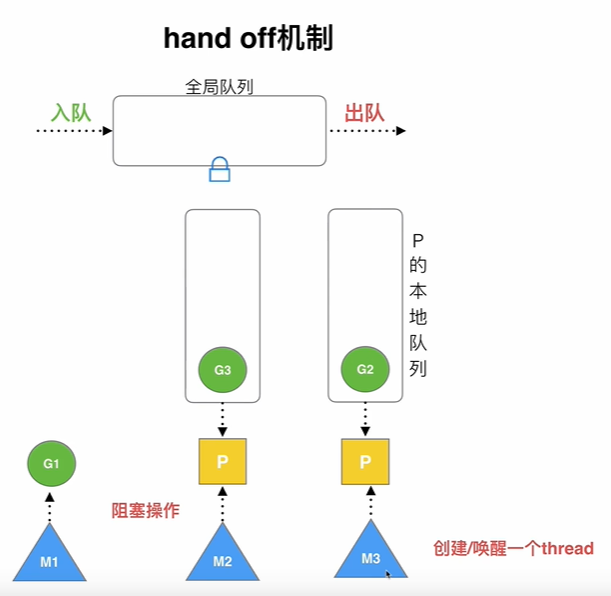 hand off机制
全局队列
入队
出队
P的本地队列
G3
G2
G1
P
P
阻塞操作
M1
M2
M3
创建/唤醒一个thread